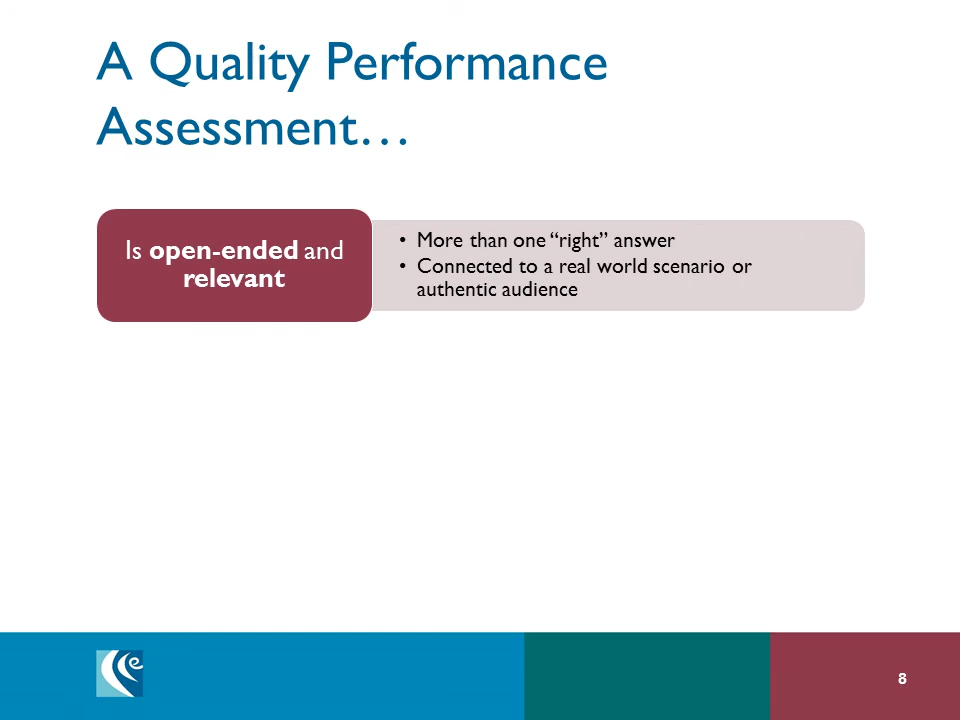 A Quality Performance
Assessment…
Is open-ended and
relevant
• More than one “right” answer
• Connected to a real world scenario or
authentic audience
e
8